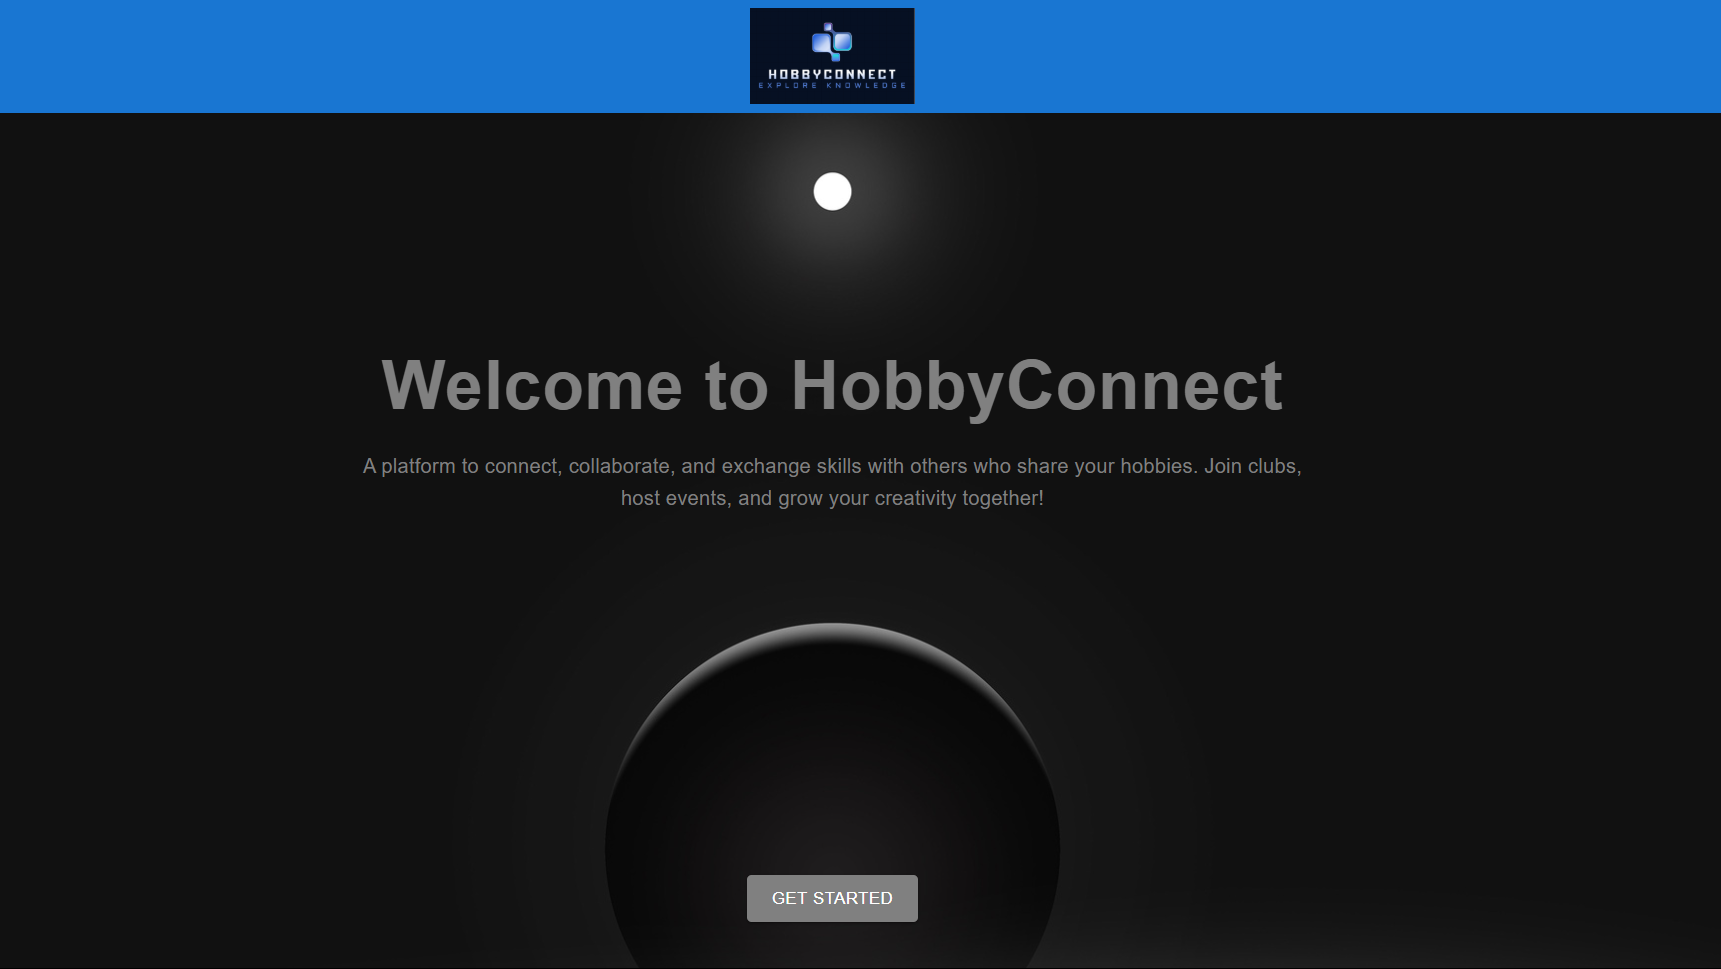 HOBBYCONNECT
EXPLORE KNOWLEDGE
Welcome to HobbyConnect
A platform to connect, collaborate, and exchange skills with others who share your hobbies. Join clubs,
host events, and grow your creativity together!
GET STARTED